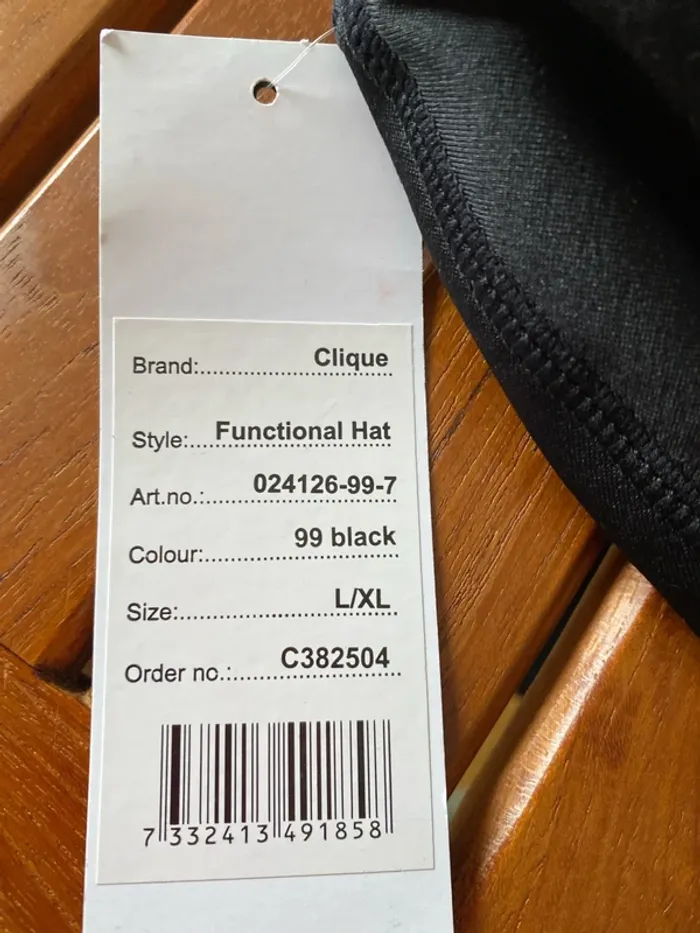 Brand:..............................Clique
Style:....Functional Hat
Art.no.:.......024126-99-7
Colour:...............99 black
Size:.........................L/XL
Order no.:.......C382504
7 332413 491858